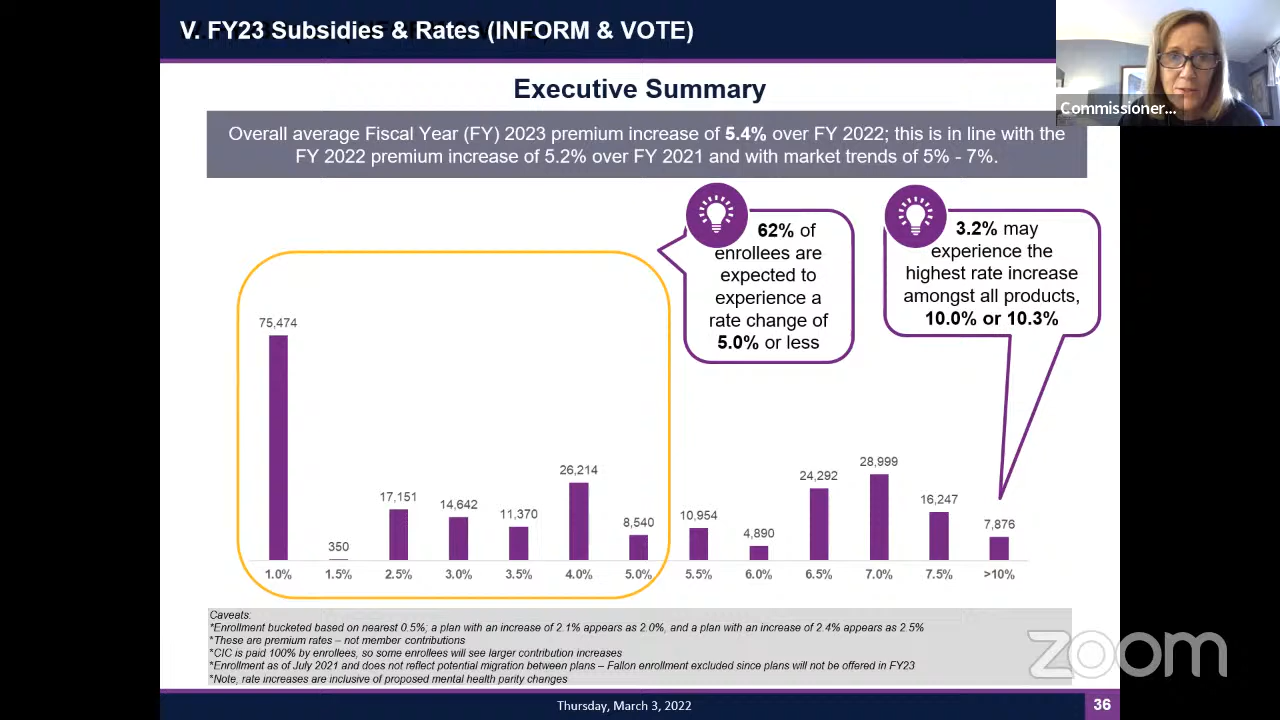 V. FY23 Subsidies & Rates (INFORM & VOTE)
Commissioner...
Executive Summary
Overall average Fiscal Year (FY) 2023 premium increase of 5.4% over FY 2022; this is in line with the
FY 2022 premium increase of 5.2% over FY 2021 and with market trends of 5% - 7%.
62% of
enrollees are
expected to
experience a
rate change of
5.0% or less
3.2% may
experience the
highest rate increase
amongst all products,
10.0% or 10.3%
75,474
350
17,151
14,642
11,370
26,214
8,540
10,954
4,890
24,292
28,999
16,247
7,876
1.0% 1.5% 2.5% 3.0% 3.5% 4.0% 5.0% 5.5% 6.0% 6.5% 7.0% 7.5% >10%
Caveats:
*Enrollment bucketed based on nearest 0.5%; a plan with an increase of 2.1% appears as 2.0%, and a plan with an increase of 2.4% appears as 2.5%
*These are premium rates – not member contributions
*CIC is paid 100% by enrollees, so some enrollees will see larger contribution increases
*Enrollment as of July 2021 and does not reflect potential migration between plans – Fallon enrollment excluded since plans will not be offered in FY23
*Note, rate increases are inclusive of proposed mental health parity changes
zoom
Thursday, March 3, 2022
36